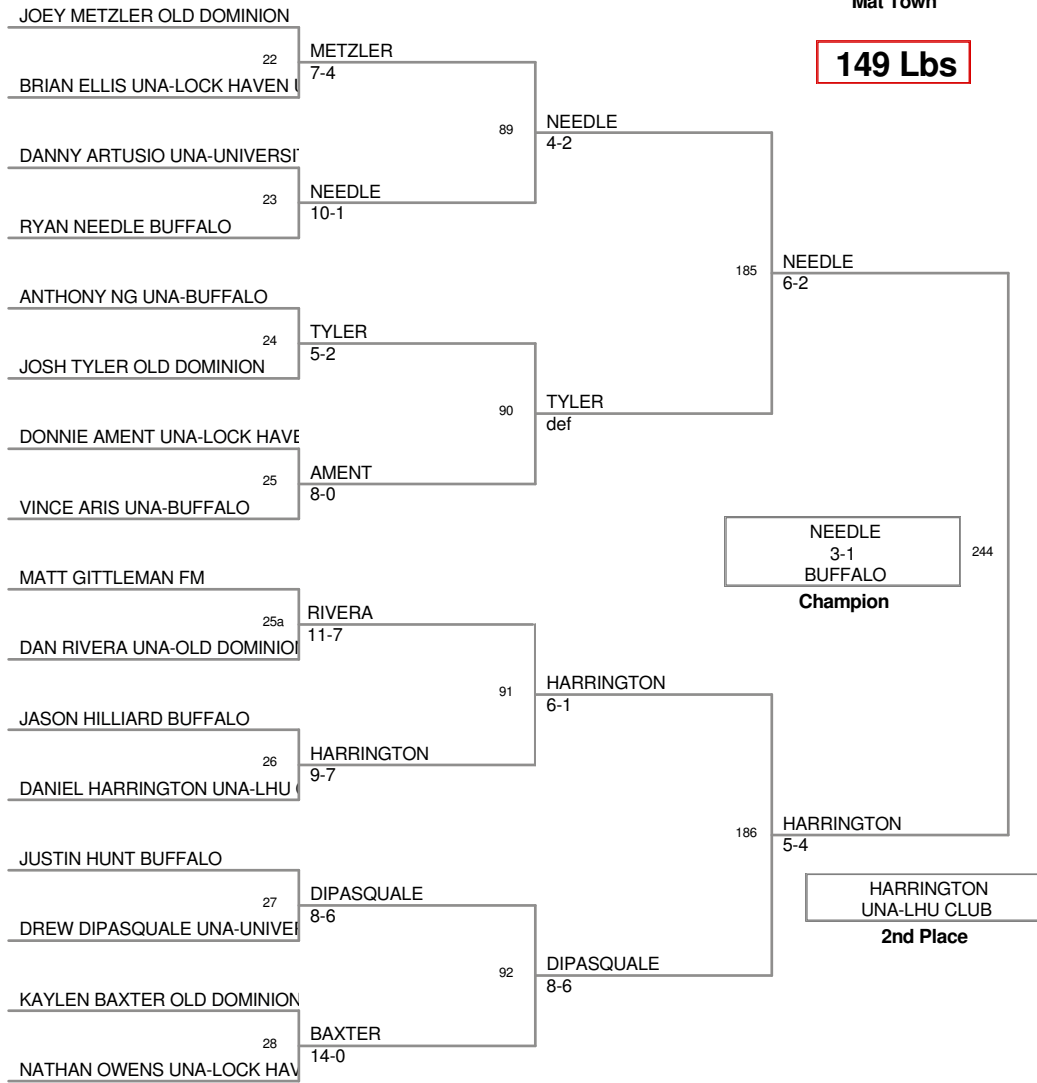 Mat Town
149 Lbs
JOEY METZLER OLD DOMINION
22
METZLER
7-4
BRIAN ELLIS UNA-LOCK HAVEN
89
NEEDLE
4-2
DANNY ARTUSIO UNA-UNIVERSI
23
NEEDLE
10-1
RYAN NEEDLE BUFFALO
185
NEEDLE
6-2
ANTHONY NG UNA-BUFFALO
24
TYLER
5-2
JOSH TYLER OLD DOMINION
90
TYLER
def
DONNIE AMENT UNA-LOCK HAVE
25
AMENT
8-0
VINCE ARIS UNA-BUFFALO
NEEDLE
3-1
BUFFALO
244
Champion
MATT GITTLEMAN FM
25a
RIVERA
11-7
DAN RIVERA UNA-OLD DOMINIO
91
HARRINGTON
6-1
JASON HILLIARD BUFFALO
26
HARRINGTON
9-7
DANIEL HARRINGTON UNA-LHU
186
HARRINGTON
5-4
JUSTIN HUNT BUFFALO
27
DIPASQUALE
8-6
DREW DIPASQUALE UNA-UNIVE
HARRINGTON
UNA-LHU CLUB
2nd Place
92
DIPASQUALE
8-6
KAYLEN BAXTER OLD DOMINION
28
BAXTER
14-0
NATHAN OWENS UNA-LOCK HAV